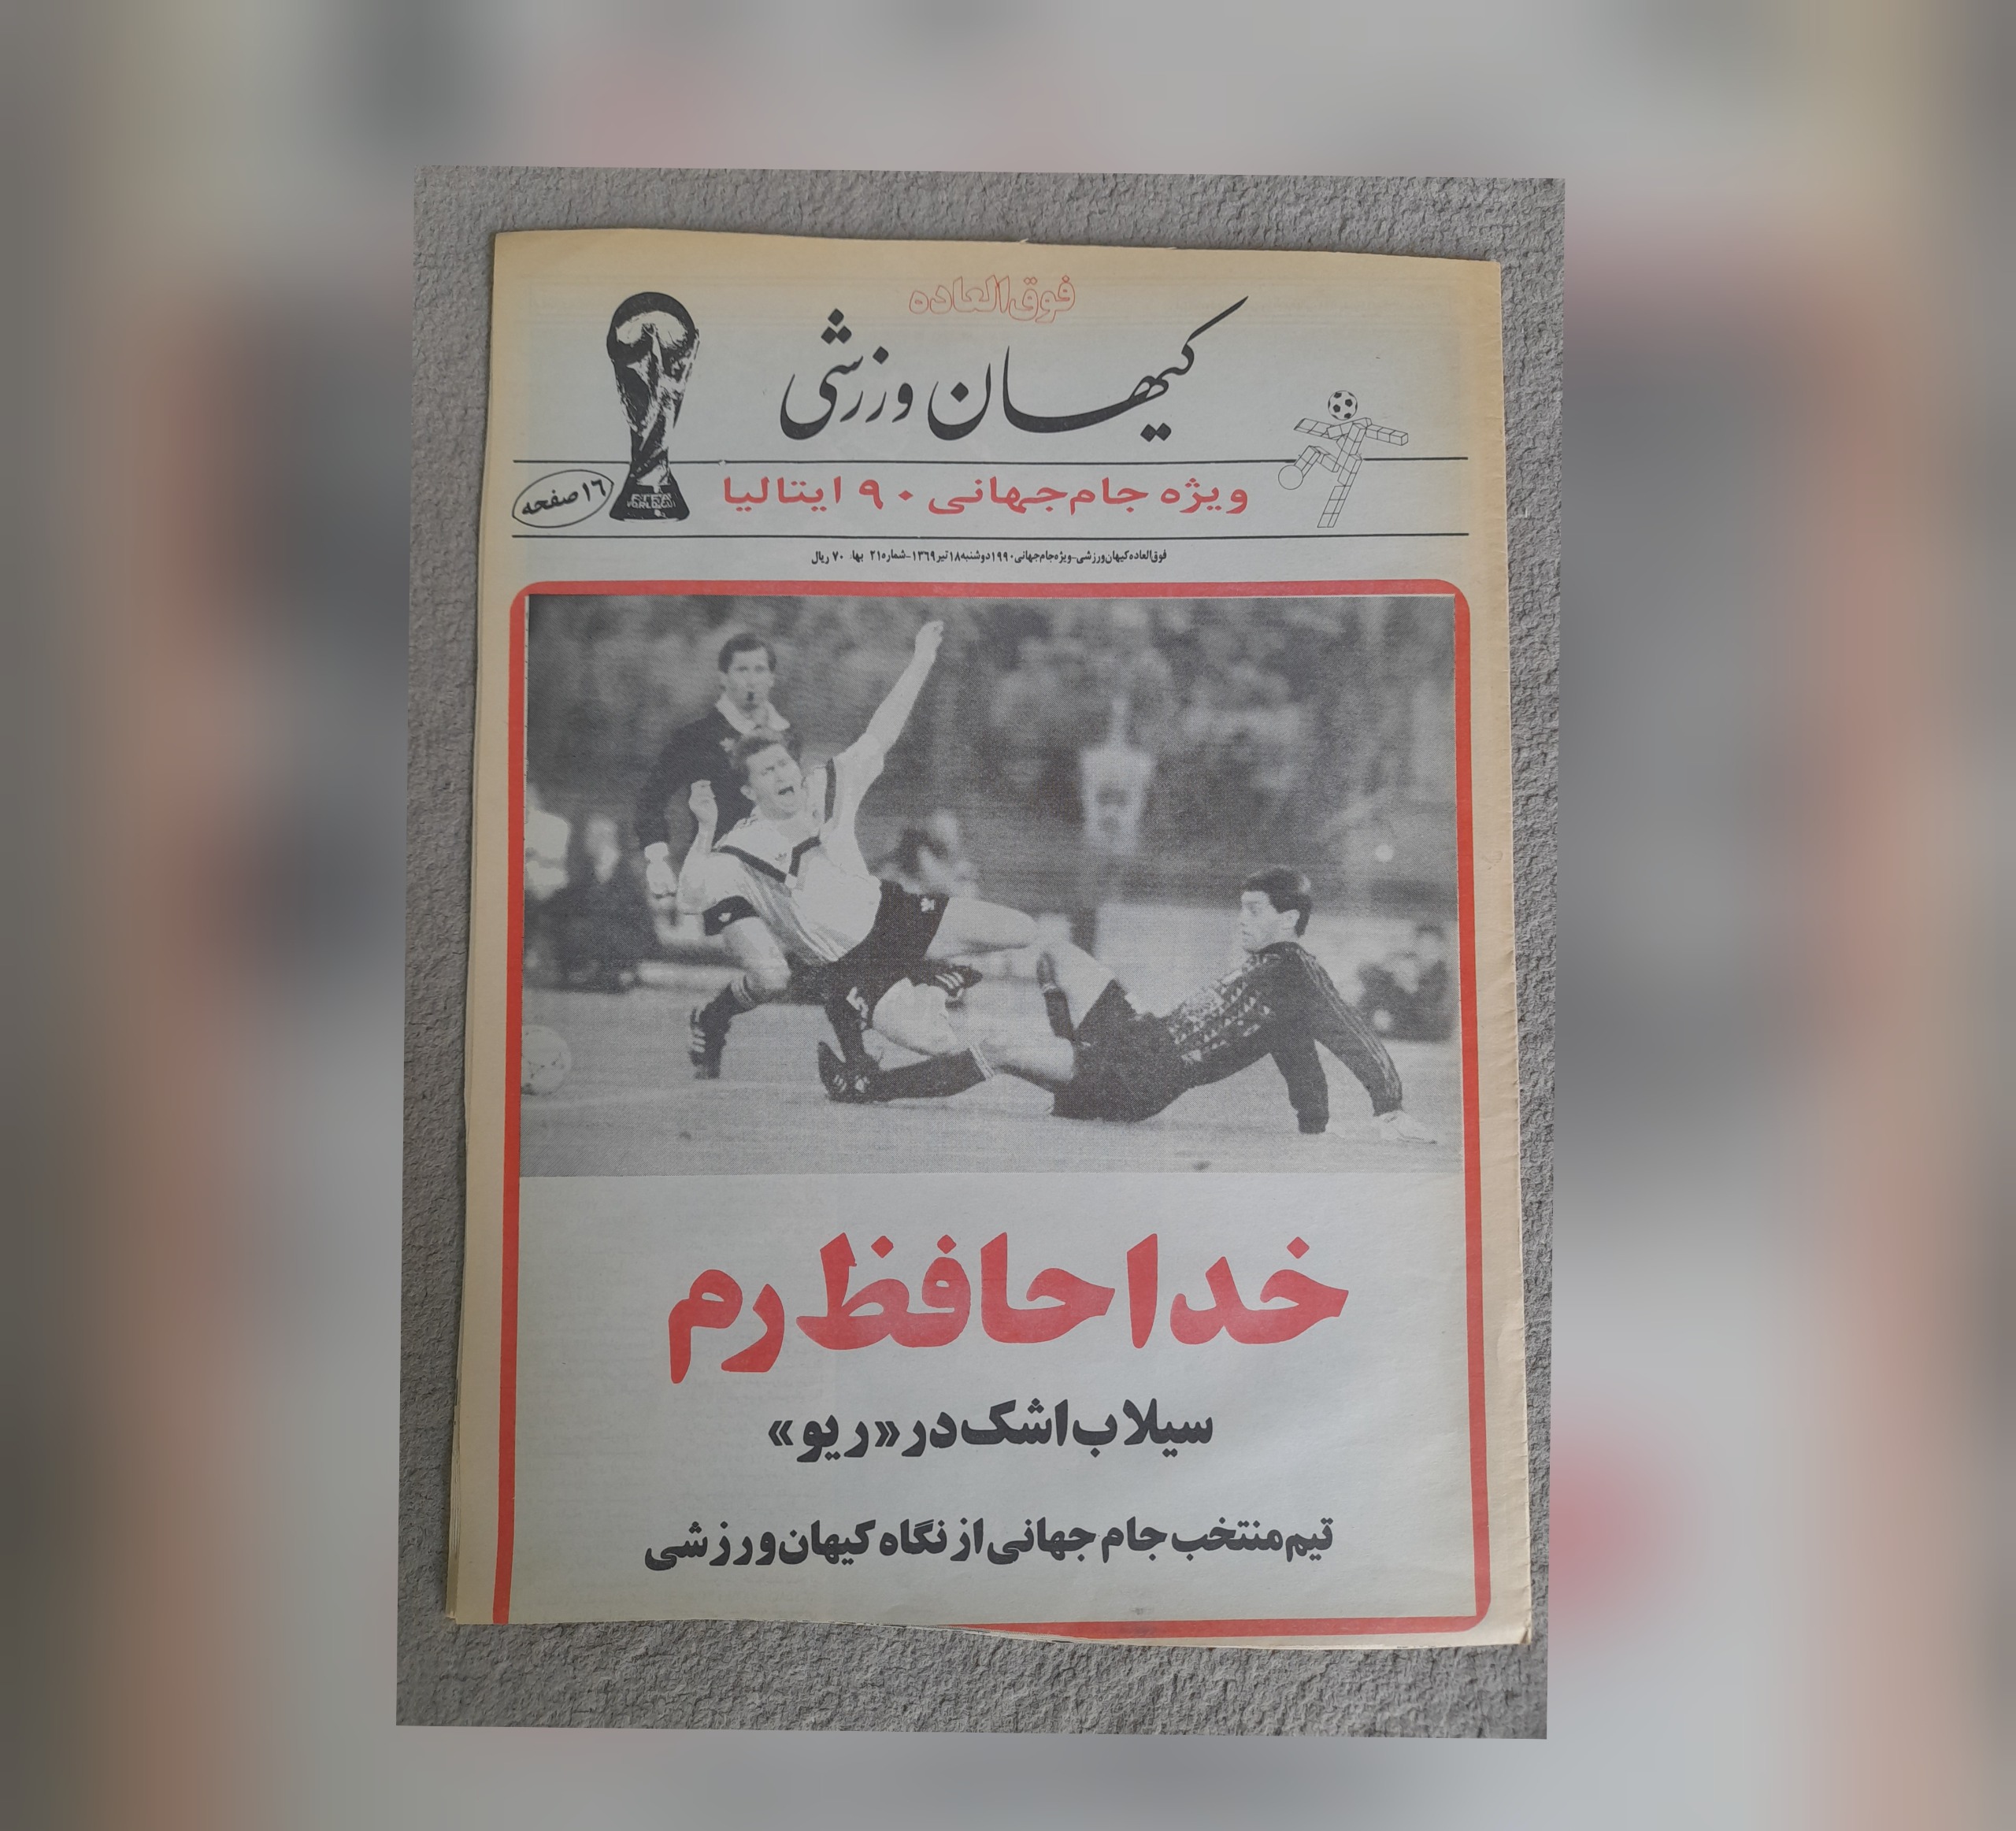 فوق‌العاده
کیهان ورزشی
ویژه جام‌جهانی ۹۰ ایتالیا
۱۶ صفحه
فوق‌العاده کیهان‌ورزشی-ویژه‌جام‌جهانی ۱۹۹۰ دوشنبه ۱۸ تیر ۱۳۶۹-شماره ۲۱ بها: ۷۰ ریال
خداحافظ رم
سیلاب اشک در «ریو»
تیم منتخب جام جهانی از نگاه کیهان‌ورزشی